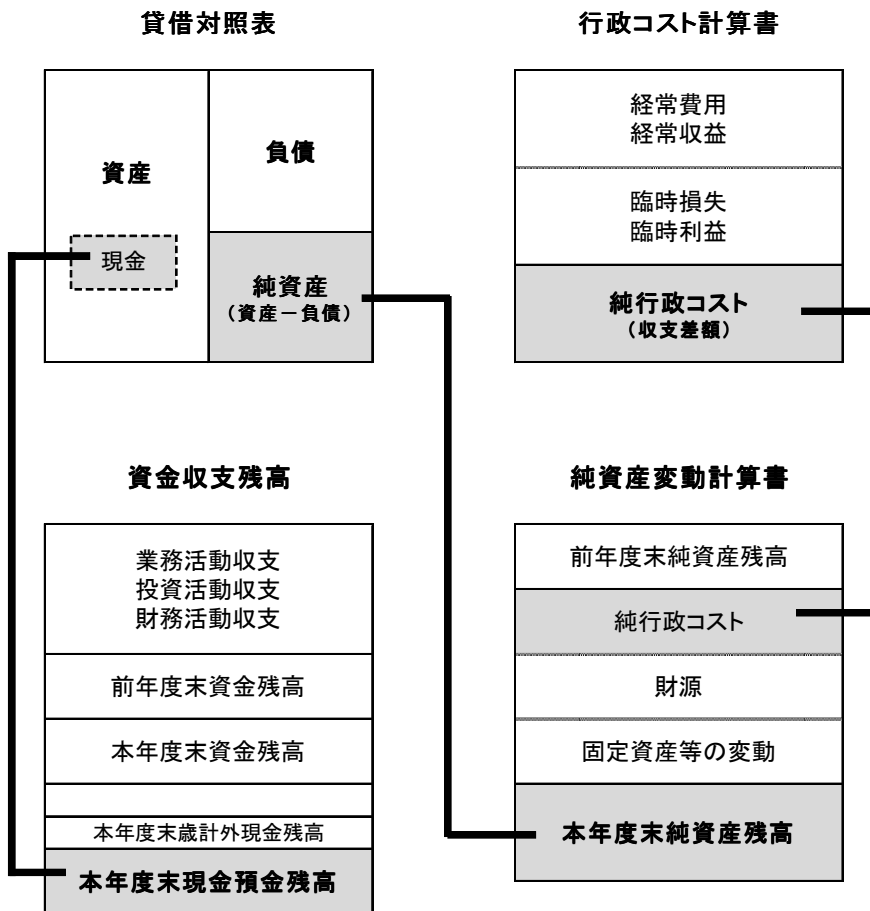 貸借対照表
資産
現金
負債
純資産
（資産－負債）
行政コスト計算書
経常費用
経常収益
臨時損失
臨時利益
純行政コスト
（収支差額）
資金収支残高
業務活動収支
投資活動収支
財務活動収支
前年度末資金残高
本年度末資金残高
本年度末歳計外現金残高
本年度末現金預金残高
純資産変動計算書
前年度末純資産残高
純行政コスト
財源
固定資産等の変動
本年度末純資産残高